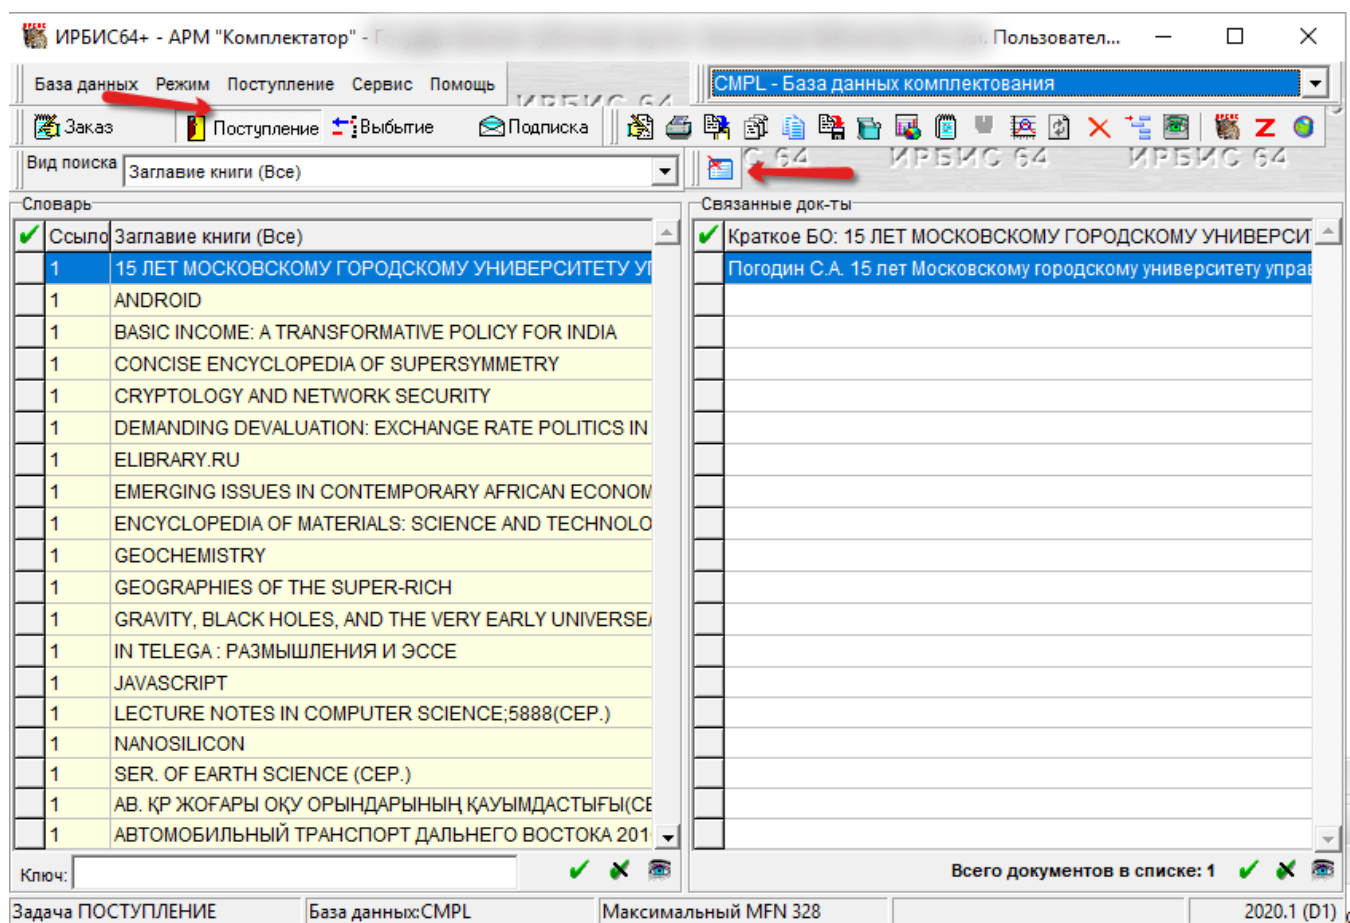 ИРБИС64+ - АРМ "Комплектатор" - Пользовател...
База данных Режим Поступление Сервис Помощь
ИРБИС 64
CMPL - База данных комплектования
Заказ Поступление Выбытие Подписка
Z
Вид поиска Заглавие книги (Все)
С 64 ИРБИС 64 ИРБИС 64
Словарь
Связанные док-ты
Ссыло Заглавие книги (Все)
Краткое БО: 15 ЛЕТ МОСКОВСКОМУ ГОРОДСКОМУ УНИВЕРСИ
1 15 ЛЕТ МОСКОВСКОМУ ГОРОДСКОМУ УНИВЕРСИТЕТУ УП
Погодин С.А. 15 лет Московскому городскому университету управ
1 ANDROID
1 BASIC INCOME: A TRANSFORMATIVE POLICY FOR INDIA
1 CONCISE ENCYCLOPEDIA OF SUPERSYMMETRY
1 CRYPTOLOGY AND NETWORK SECURITY
1 DEMANDING DEVALUATION: EXCHANGE RATE POLITICS IN
1 ELIBRARY.RU
1 EMERGING ISSUES IN CONTEMPORARY AFRICAN ECONOM
1 ENCYCLOPEDIA OF MATERIALS: SCIENCE AND TECHNOLO
1 GEOCHEMISTRY
1 GEOGRAPHIES OF THE SUPER-RICH
1 GRAVITY, BLACK HOLES, AND THE VERY EARLY UNIVERSE/
1 IN TELEGA : РАЗМЫШЛЕНИЯ И ЭССЕ
1 JAVASCRIPT
1 LECTURE NOTES IN COMPUTER SCIENCE;5888(СЕР.)
1 NANOSILICON
1 SER. OF EARTH SCIENCE (СЕР.)
1 АВ. ҚР ЖОҒАРЫ ОҚУ ОРЫНДАРЫНЫҢ ҚАУЫМДАСТЫҒЫ(СЕ
1 АВТОМОБИЛЬНЫЙ ТРАНСПОРТ ДАЛЬНЕГО ВОСТОКА 201
Ключ:
Всего документов в списке: 1
Задача ПОСТУПЛЕНИЕ База данных:CMPL Максимальный MFN 328 2020.1 (D1)